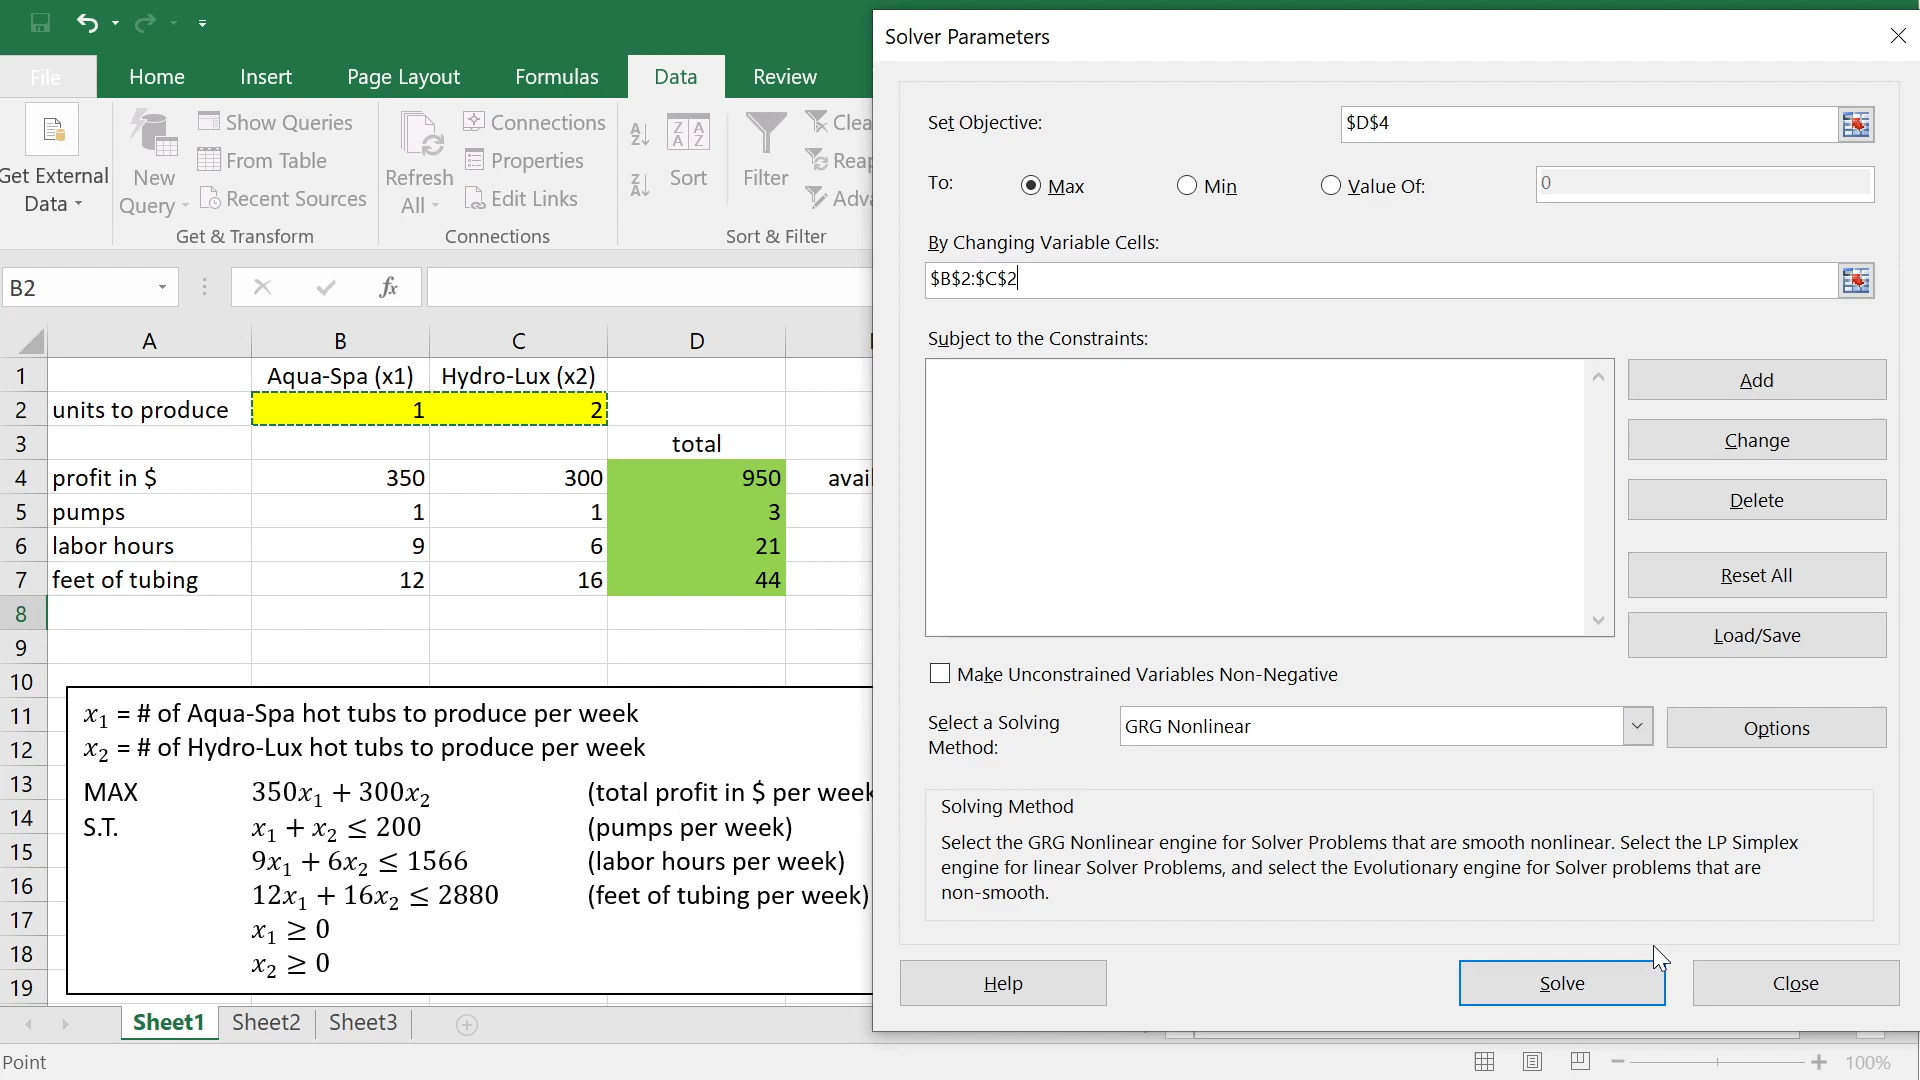 File Home Insert Page Layout Formulas Data Review
Get External Data
New Query
Show Queries
From Table
Recent Sources
Get & Transform
Refresh All
Connections
Properties
Edit Links
Connections
Sort
Filter
Sort & Filter
B2 fx
A B C D
1 Aqua-Spa (x1) Hydro-Lux (x2)
2 units to produce 1 2
3 total
4 profit in $ 350 300 950
5 pumps 1 1 3
6 labor hours 9 6 21
7 feet of tubing 12 16 44
8
9
10
11 x₁ = # of Aqua-Spa hot tubs to produce per week
12 x₂ = # of Hydro-Lux hot tubs to produce per week
13 MAX 350x₁ + 300x₂ (total profit in $ per week
14 S.T. x₁ + x₂ ≤ 200 (pumps per week)
15 9x₁ + 6x₂ ≤ 1566 (labor hours per week)
16 12x₁ + 16x₂ ≤ 2880 (feet of tubing per week)
17 x₁ ≥ 0
18 x₂ ≥ 0
19
Sheet1 Sheet2 Sheet3
Point
100%
Solver Parameters
Set Objective: $D$4
To: Max Min Value Of: 0
By Changing Variable Cells:
$B$2:$C$2
Subject to the Constraints:
Add
Change
Delete
Reset All
Load/Save
Make Unconstrained Variables Non-Negative
Select a Solving Method: GRG Nonlinear Options
Solving Method
Select the GRG Nonlinear engine for Solver Problems that are smooth nonlinear. Select the LP Simplex
engine for linear Solver Problems, and select the Evolutionary engine for Solver problems that are
non-smooth.
Help Solve Close